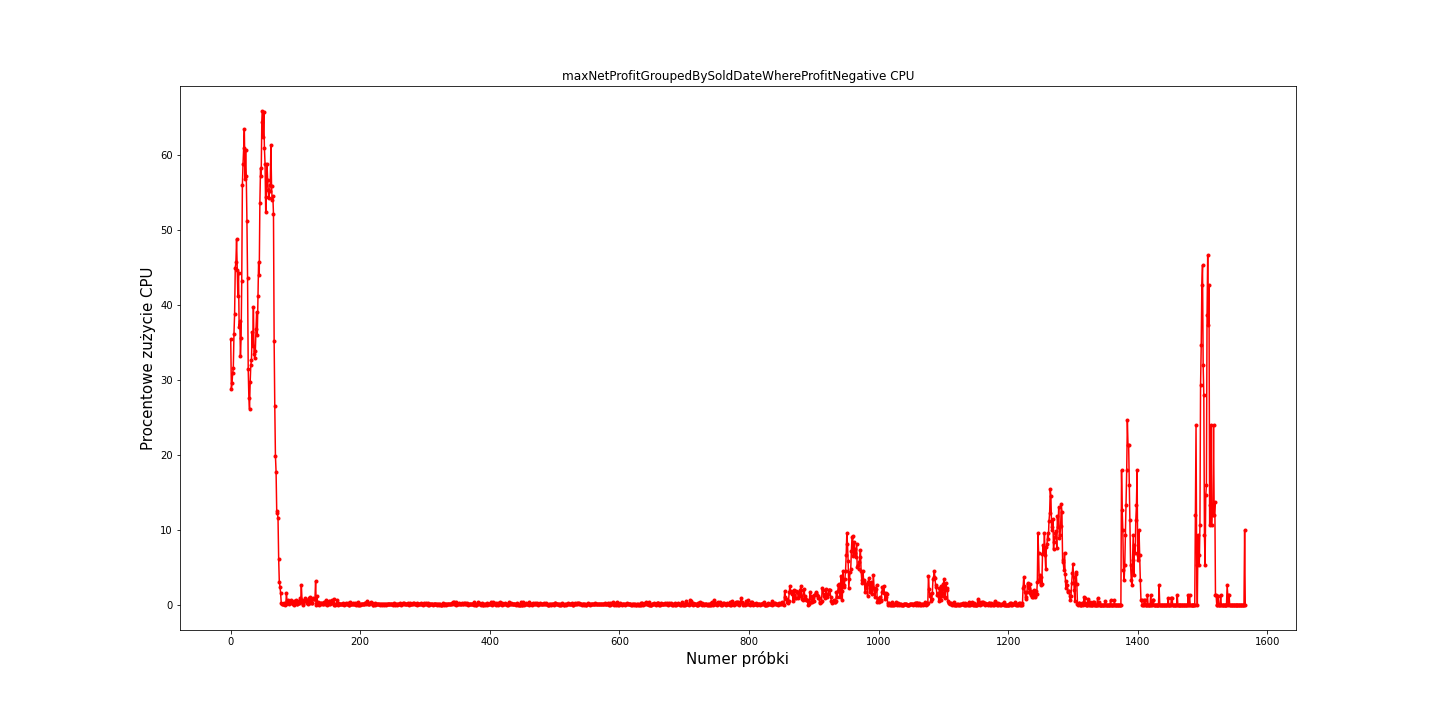 maxNetProfitGroupedBySoldDateWhereProfitNegative CPU
Procentowe zużycie CPU
60
50
40
30
20
10
0
0 200 400 600 800 1000 1200 1400 1600
Numer próbki